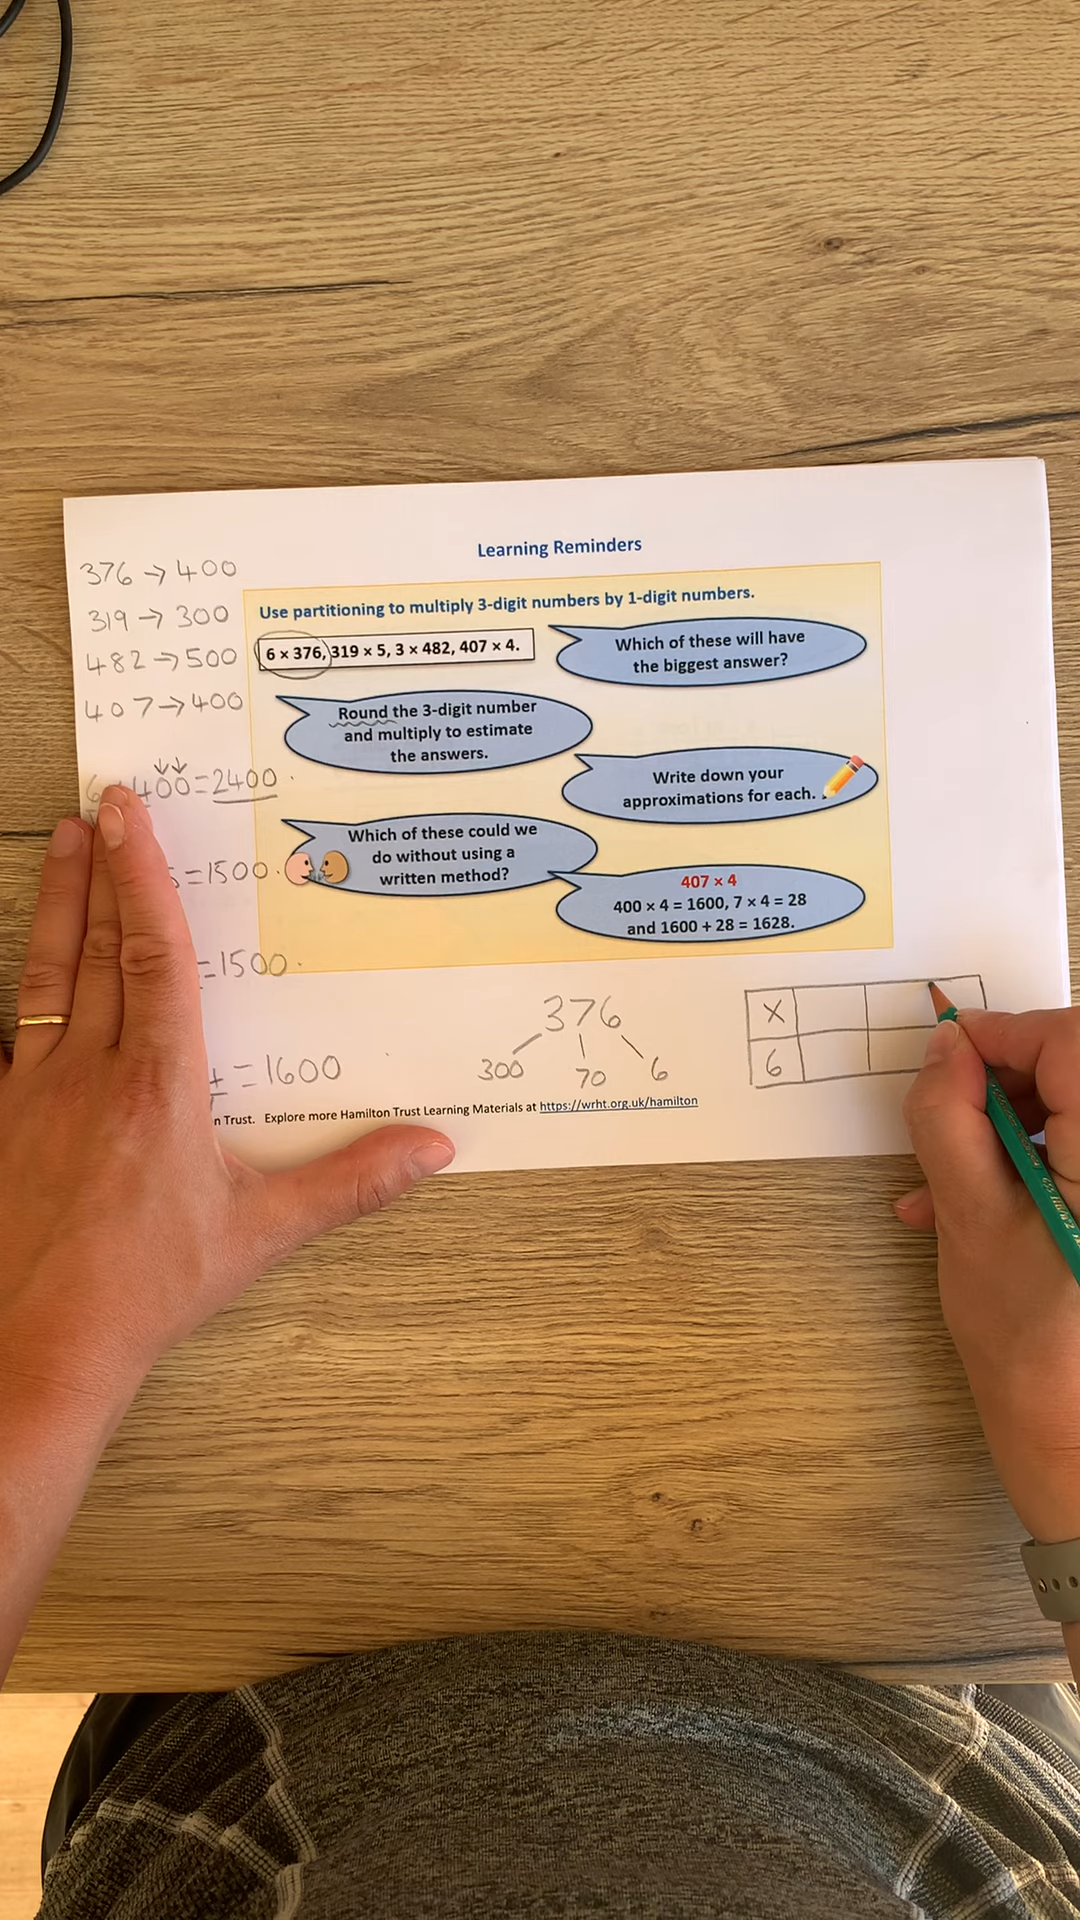 Learning Reminders
376 → 400
319 → 300
482 → 500
407 → 400
400 = 2400
5 = 1500
= 1500
= 1600
Use partitioning to multiply 3-digit numbers by 1-digit numbers.
6 × 376, 319 × 5, 3 × 482, 407 × 4.
Which of these will have
the biggest answer?
Round the 3-digit number
and multiply to estimate
the answers.
Write down your
approximations for each.
Which of these could we
do without using a
written method?
407 × 4
400 × 4 = 1600, 7 × 4 = 28
and 1600 + 28 = 1628.
376
300 70 6
X
6
n Trust. Explore more Hamilton Trust Learning Materials at https://wrht.org.uk/hamilton